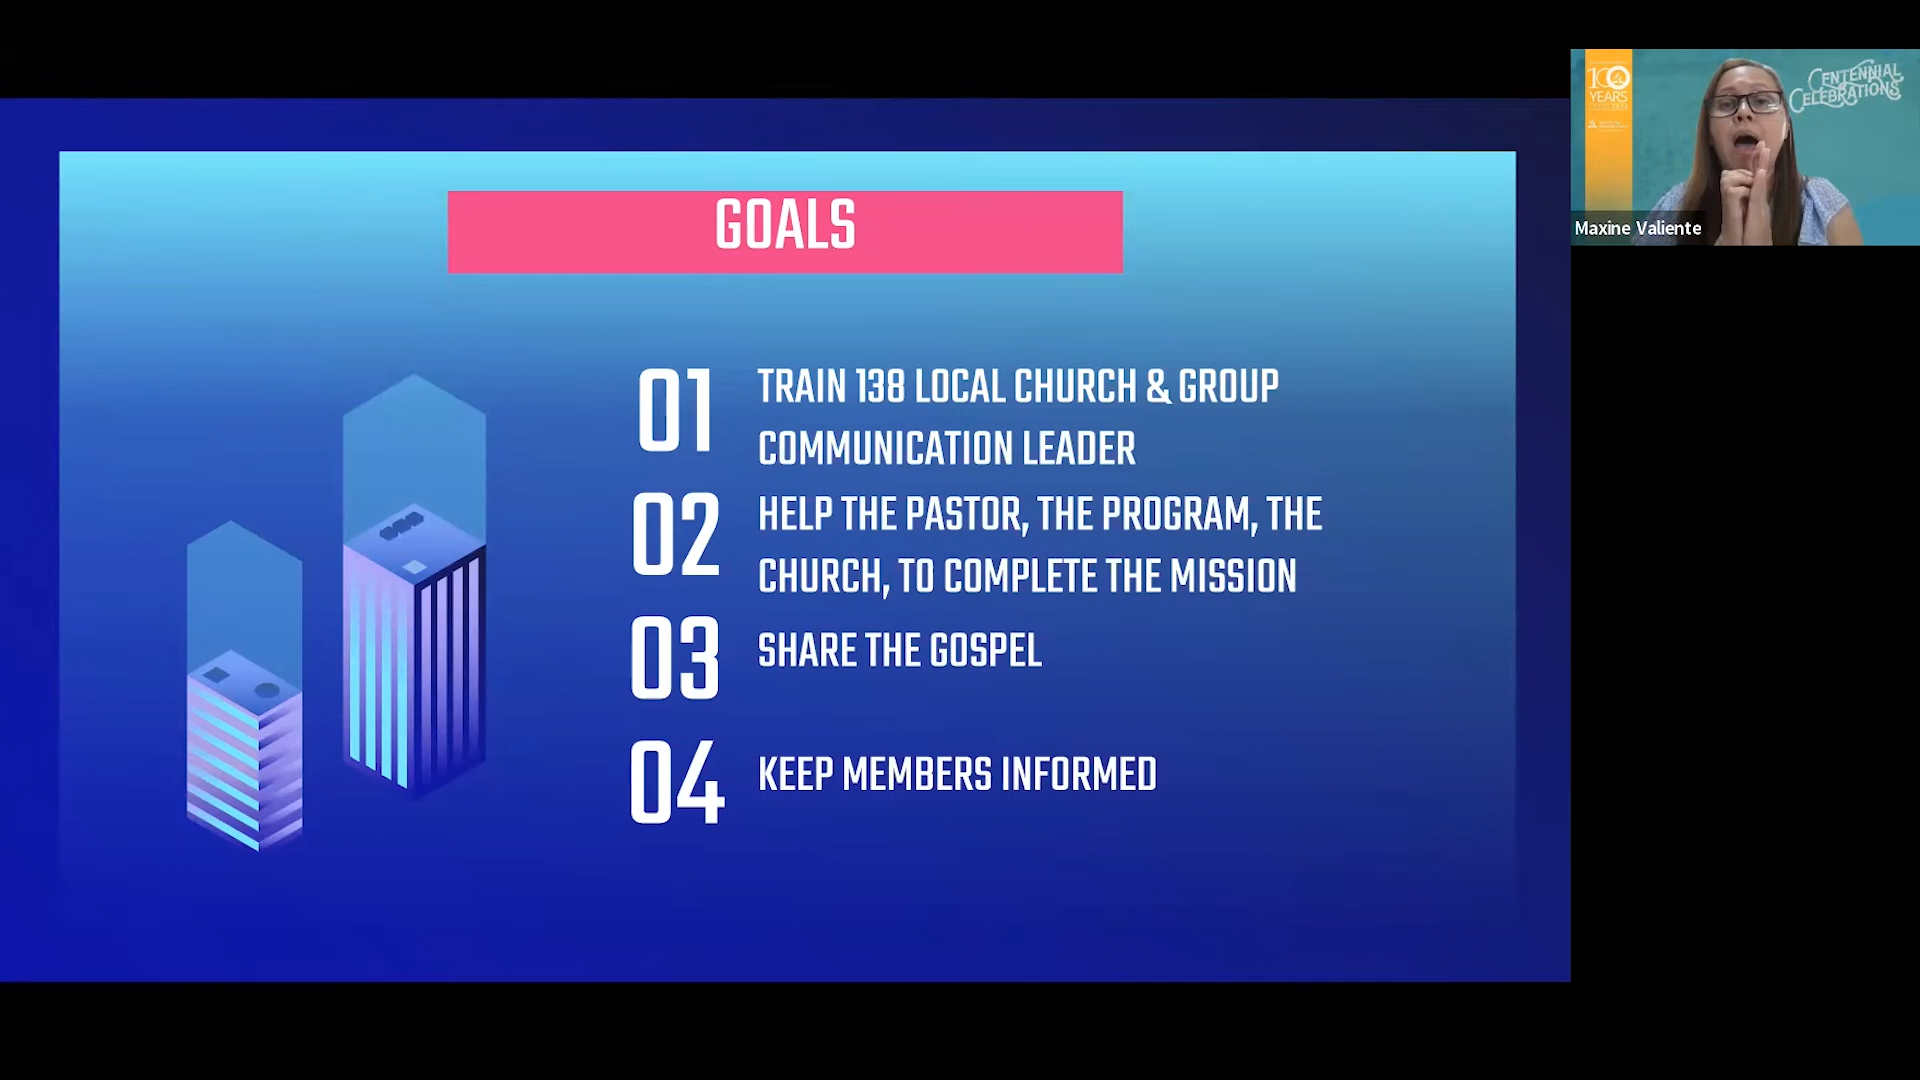 GOALS
01
TRAIN 138 LOCAL CHURCH & GROUP
COMMUNICATION LEADER
02
HELP THE PASTOR, THE PROGRAM, THE
CHURCH, TO COMPLETE THE MISSION
03
SHARE THE GOSPEL
04
KEEP MEMBERS INFORMED
100
YEARS
CENTENNIAL
CELEBRATIONS
Maxine Valiente